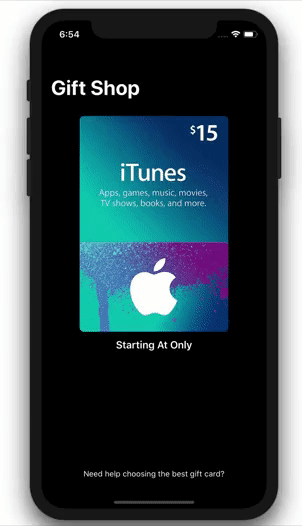 6:54
Gift Shop
$15
iTunes
Apps, games, music, movies,
TV shows, books, and more.
Starting At Only
Need help choosing the best gift card?